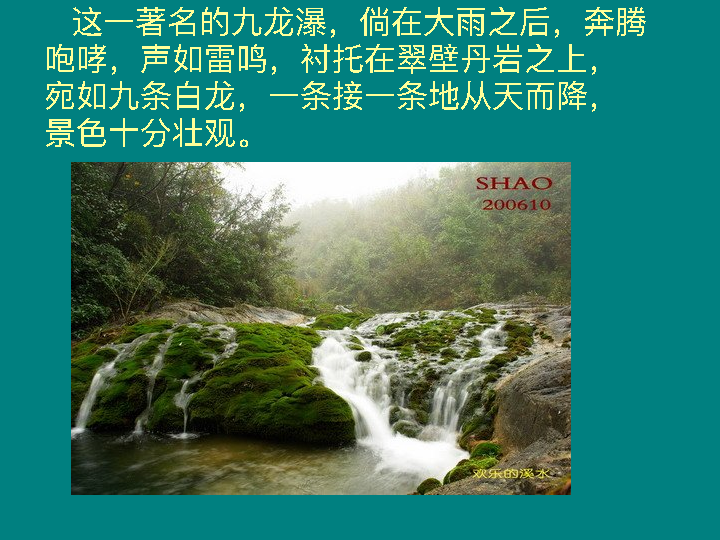 这一著名的九龙瀑，倘在大雨之后，奔腾
咆哮，声如雷鸣，衬托在翠壁丹岩之上，
宛如九条白龙，一条接一条地从天而降，
景色十分壮观。
SHAO
200610
欢乐的溪水